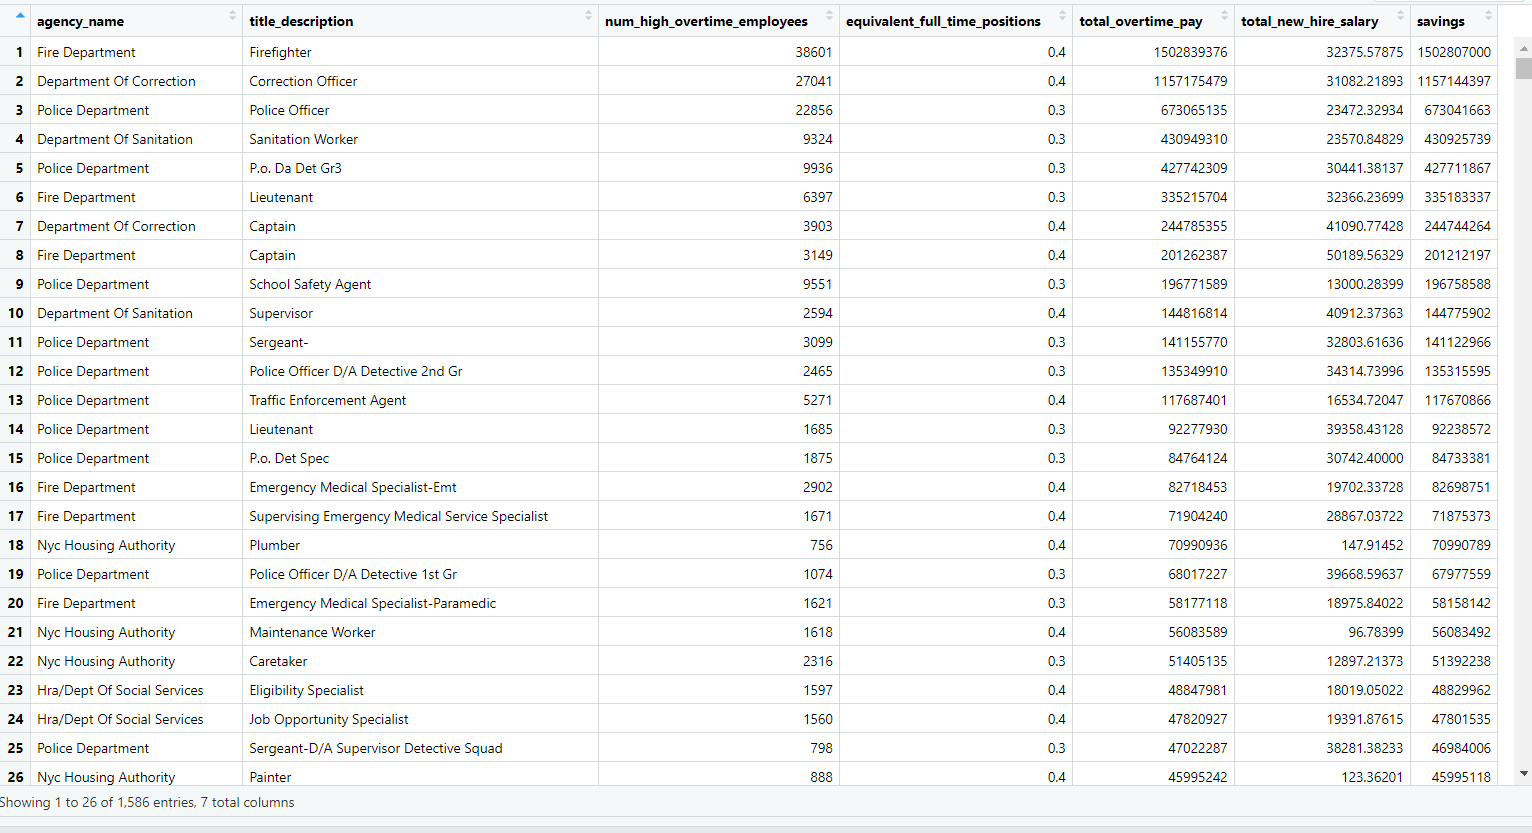 agency_name title_description num_high_overtime_employees equivalent_full_time_positions total_overtime_pay total_new_hire_salary savings
1 Fire Department Firefighter 38601 0.4 1502839376 32375.57875 1502807000
2 Department Of Correction Correction Officer 27041 0.4 1157175479 31082.21893 1157144397
3 Police Department Police Officer 22856 0.3 673065135 23472.32934 673041663
4 Department Of Sanitation Sanitation Worker 9324 0.3 430949310 23570.84829 430925739
5 Police Department P.o. Da Det Gr3 9936 0.3 427742309 30441.38137 427711867
6 Fire Department Lieutenant 6397 0.3 335215704 32366.23699 335183337
7 Department Of Correction Captain 3903 0.4 244785355 41090.77428 244744264
8 Fire Department Captain 3149 0.4 201262387 50189.56329 201212197
9 Police Department School Safety Agent 9551 0.3 196771589 13000.28399 196758588
10 Department Of Sanitation Supervisor 2594 0.4 144816814 40912.37363 144775902
11 Police Department Sergeant- 3099 0.3 141155770 32803.61636 141122966
12 Police Department Police Officer D/A Detective 2nd Gr 2465 0.3 135349910 34314.73996 135315595
13 Police Department Traffic Enforcement Agent 5271 0.4 117687401 16534.72047 117670866
14 Police Department Lieutenant 1685 0.3 92277930 39358.43128 92238572
15 Police Department P.o. Det Spec 1875 0.3 84764124 30742.40000 84733381
16 Fire Department Emergency Medical Specialist-Emt 2902 0.4 82718453 19702.33728 82698751
17 Fire Department Supervising Emergency Medical Service Specialist 1671 0.4 71904240 28867.03722 71875373
18 Nyc Housing Authority Plumber 756 0.4 70990936 147.91452 70990789
19 Police Department Police Officer D/A Detective 1st Gr 1074 0.3 68017227 39668.59637 67977559
20 Fire Department Emergency Medical Specialist-Paramedic 1621 0.3 58177118 18975.84022 58158142
21 Nyc Housing Authority Maintenance Worker 1618 0.4 56083589 96.78399 56083492
22 Nyc Housing Authority Caretaker 2316 0.3 51405135 12897.21373 51392238
23 Hra/Dept Of Social Services Eligibility Specialist 1597 0.4 48847981 18019.05022 48829962
24 Hra/Dept Of Social Services Job Opportunity Specialist 1560 0.4 47820927 19391.87615 47801535
25 Police Department Sergeant-D/A Supervisor Detective Squad 798 0.3 47022287 38281.38233 46984006
26 Nyc Housing Authority Painter 888 0.4 45995242 123.36201 45995118
Showing 1 to 26 of 1,586 entries, 7 total columns